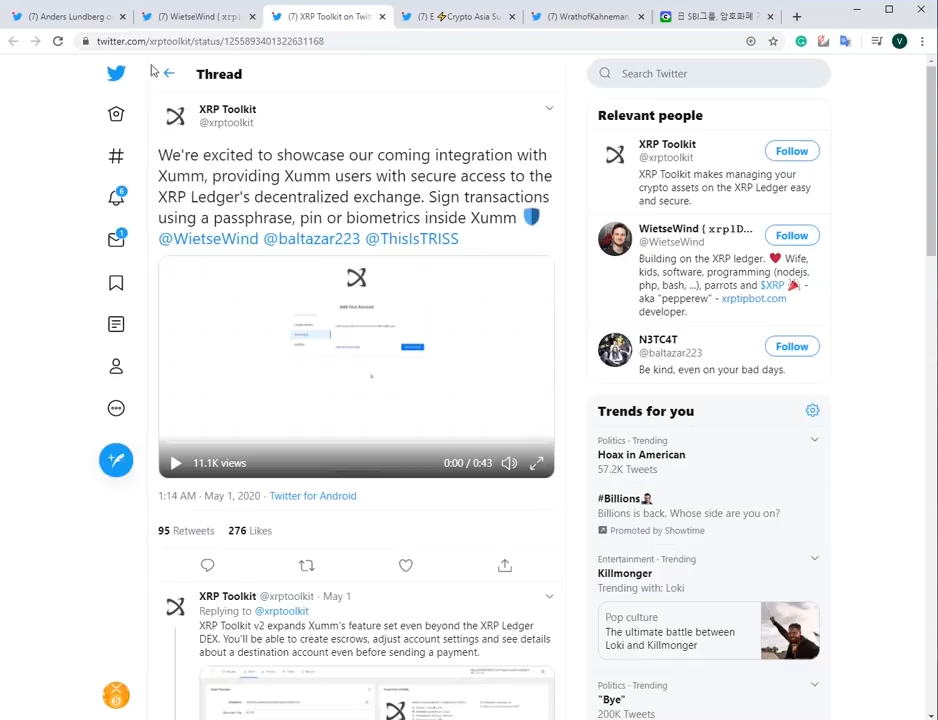 (7) Anders Lundberg o
(7) WietseWind {xrpl
(7) XRP Toolkit on Twit
(7) E ⚡Crypto Asia Su
(7) WrathofKahneman
日 SBI그룹, 암호화폐
twitter.com/xrptoolkit/status/1255893401322631168
V
Thread
Search Twitter
XRP Toolkit
@xrptoolkit
We're excited to showcase our coming integration with
Xumm, providing Xumm users with secure access to the
XRP Ledger's decentralized exchange. Sign transactions
using a passphrase, pin or biometrics inside Xumm 🛡️
@WietseWind @baltazar223 @ThisIsTRISS
Add Your Account
11.1K views
0:00 / 0:43
1:14 AM · May 1, 2020 · Twitter for Android
95 Retweets 276 Likes
XRP Toolkit @xrptoolkit · May 1
Replying to @xrptoolkit
XRP Toolkit v2 expands Xumm's feature set even beyond the XRP Ledger
DEX. You'll be able to create escrows, adjust account settings and see details
about a destination account even before sending a payment.
6
1
Relevant people
XRP Toolkit
@xrptoolkit
Follow
XRP Toolkit makes managing your
crypto assets on the XRP Ledger easy
and secure.
WietseWind { xrplD...
@WietseWind
Follow
Building on the XRP ledger. ❤️ Wife,
kids, software, programming (nodejs,
php, bash, ...), parrots and $XRP 🎉 -
aka "pepperew" - xrptipbot.com
developer.
N3TC4T
@baltazar223
Follow
Be kind, even on your bad days.
Trends for you
Politics · Trending
Hoax in American
57.2K Tweets
#Billions
Billions is back. Whose side are you on?
Promoted by Showtime
Entertainment · Trending
Killmonger
Trending with: Loki
Pop culture
The ultimate battle between
Loki and Killmonger
Politics · Trending
"Bye"
200K Tweets